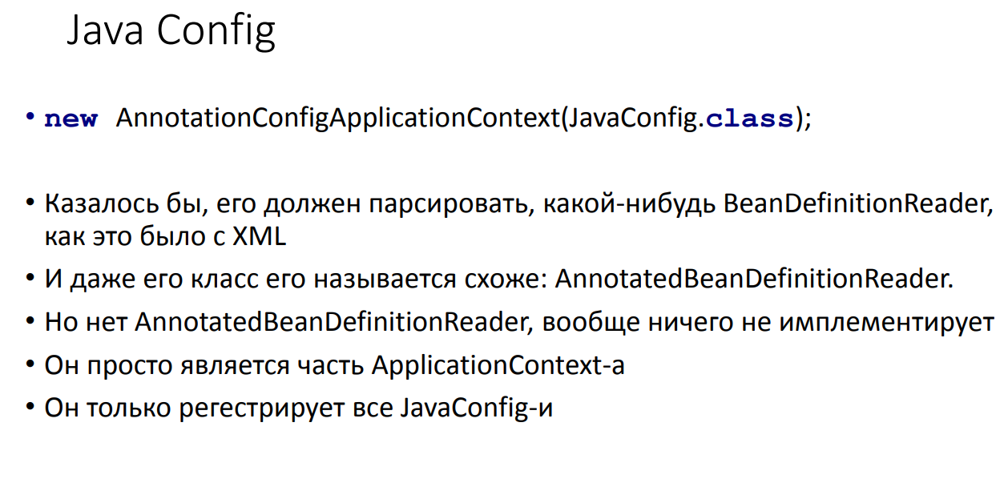 Java Config
• new AnnotationConfigApplicationContext(JavaConfig.class);
• Казалось бы, его должен парсировать, какой-нибудь BeanDefinitionReader,
как это было с XML
• И даже его класс его называется схоже: AnnotatedBeanDefinitionReader.
• Но нет AnnotatedBeanDefinitionReader, вообще ничего не имплементирует
• Он просто является часть ApplicationContext-a
• Он только регестрирует все JavaConfig-и